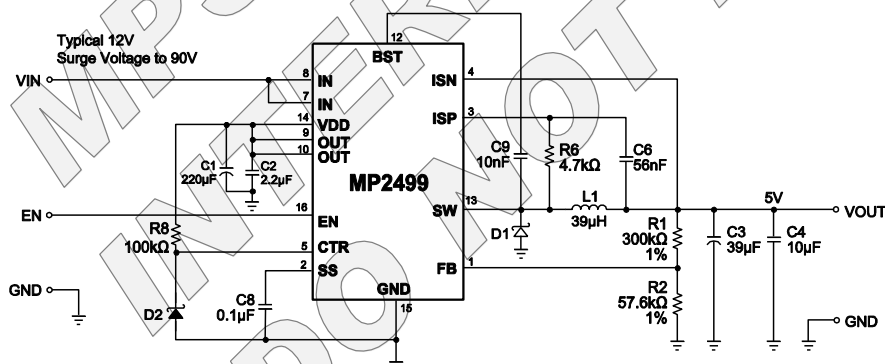 Typical 12V
Surge Voltage to 90V
VIN
8
IN
7
IN
14
VDD
9
OUT
10
OUT
C1
220µF
C2
2.2µF
EN
16
EN
R8
100kΩ
5
CTR
2
SS
GND
D2
C8
0.1µF
12
BST
MP2499
GND
15
ISN
4
ISP
3
SW
13
FB
1
C9
10nF
R6
4.7kΩ
C6
56nF
L1
39µH
D1
R1
300kΩ
1%
R2
57.6kΩ
1%
5V
VOUT
C3
39µF
C4
10µF
GND
MPS
DO NOT